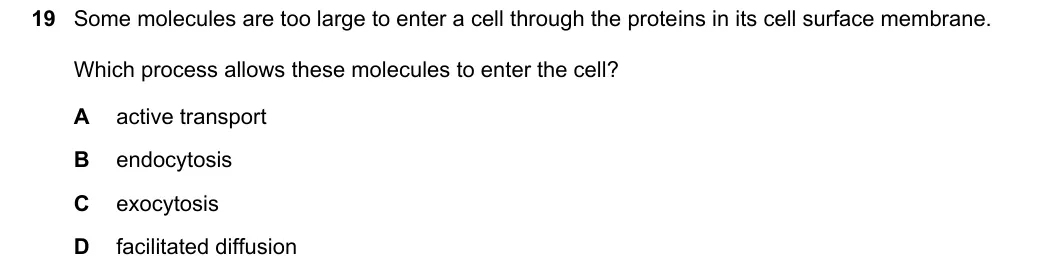 19 Some molecules are too large to enter a cell through the proteins in its cell surface membrane.
Which process allows these molecules to enter the cell?
A active transport
B endocytosis
C exocytosis
D facilitated diffusion